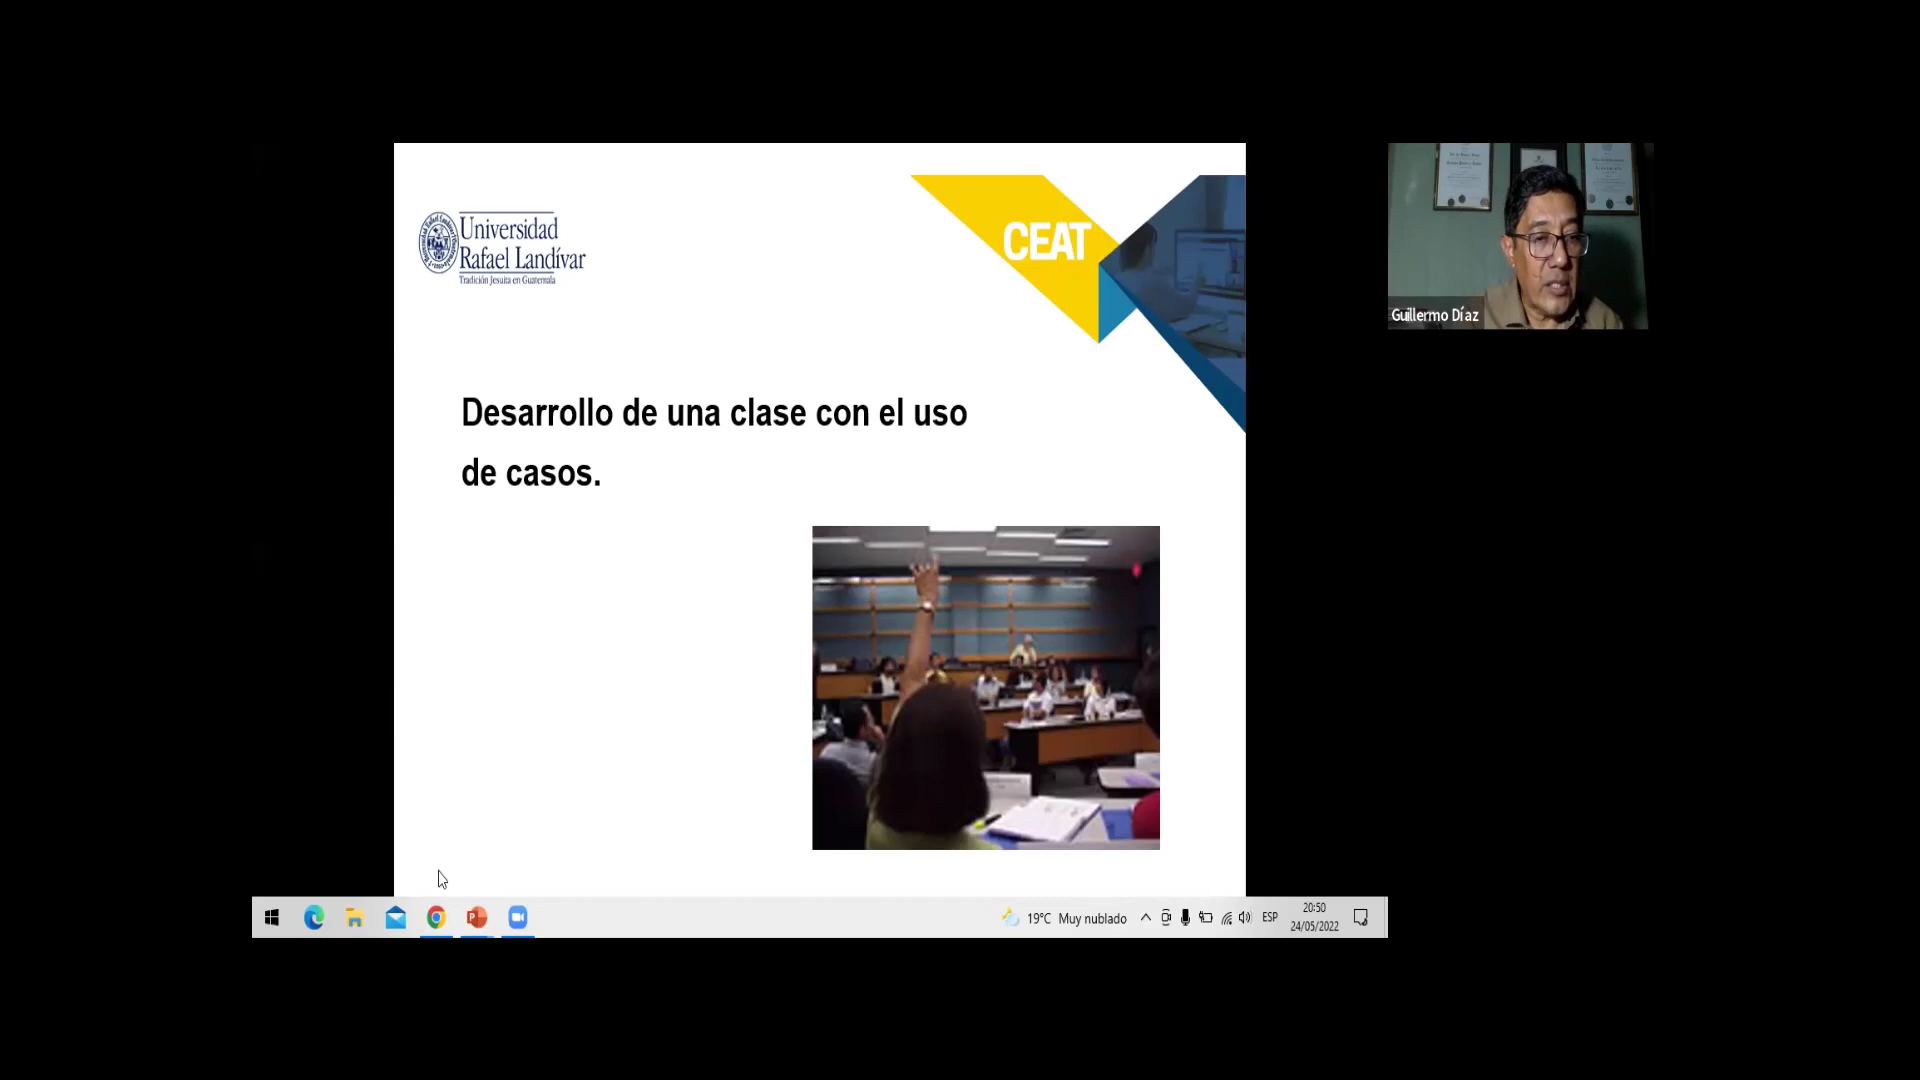 Universidad
Rafael Landívar
Tradición Jesuita en Guatemala
CEAT
Desarrollo de una clase con el uso
de casos.
Guillermo Díaz
19°C Muy nublado
ESP
20:50
24/05/2022